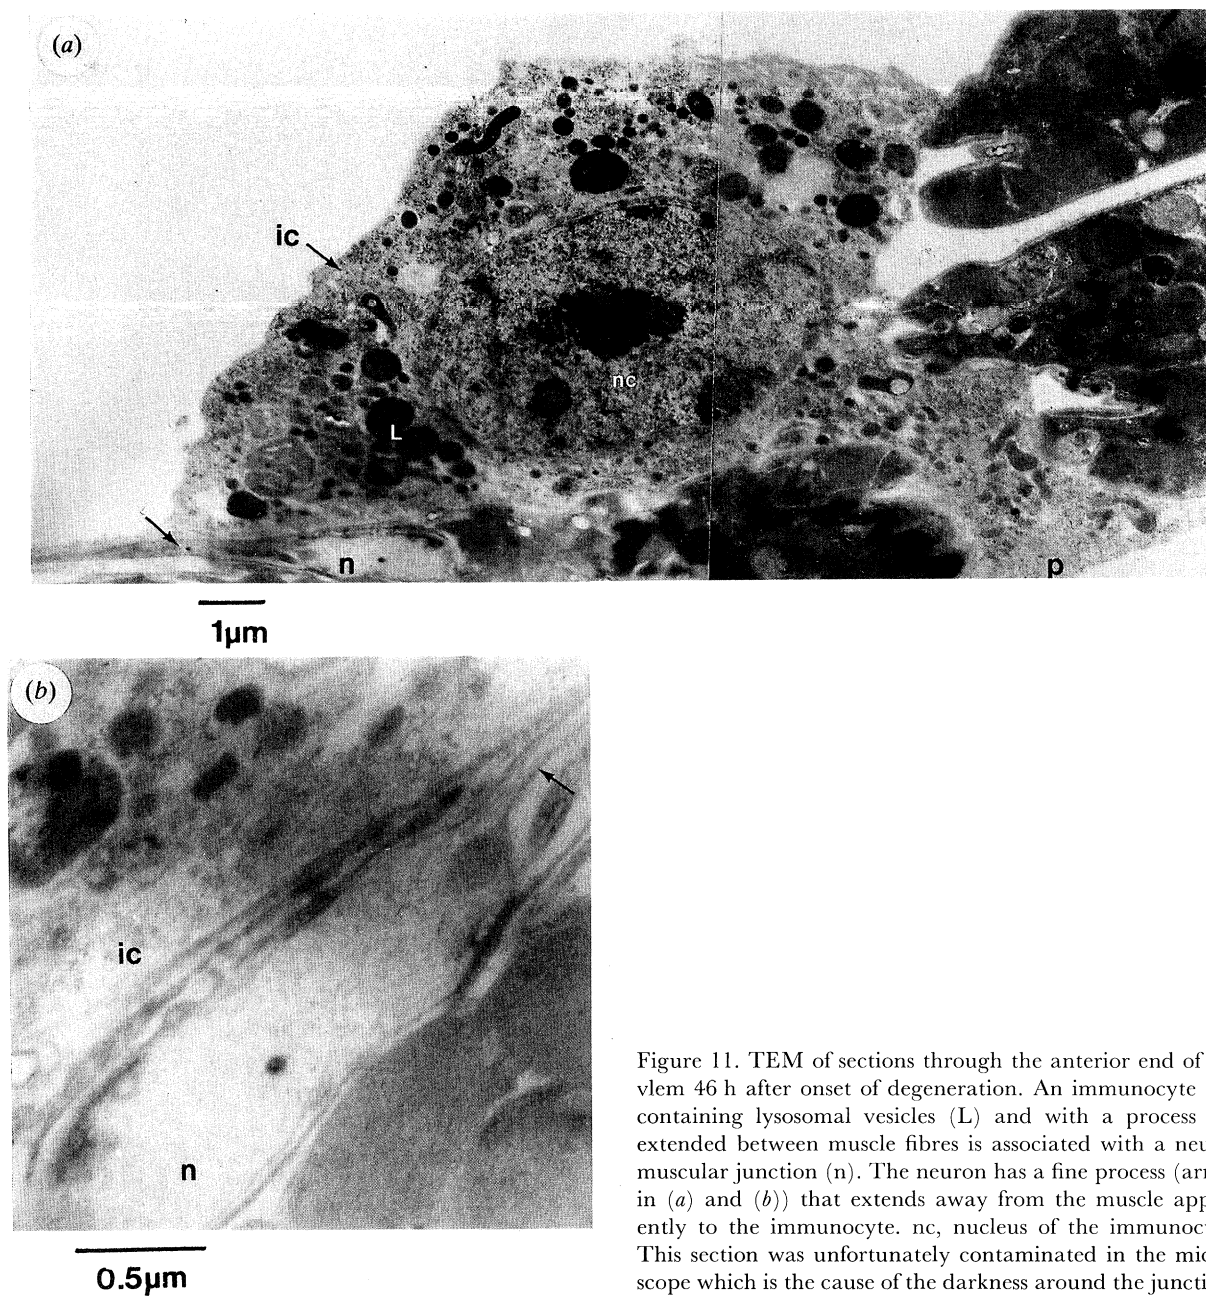 (a)
ic
nc
L
n
p
1μm
(b)
ic
n
0.5μm
Figure 11. TEM of sections through the anterior end of
vlem 46 h after onset of degeneration. An immunocyte
containing lysosomal vesicles (L) and with a process
extended between muscle fibres is associated with a neu
muscular junction (n). The neuron has a fine process (arr
in (a) and (b)) that extends away from the muscle app
ently to the immunocyte. nc, nucleus of the immunocy
This section was unfortunately contaminated in the mic
scope which is the cause of the darkness around the juncti